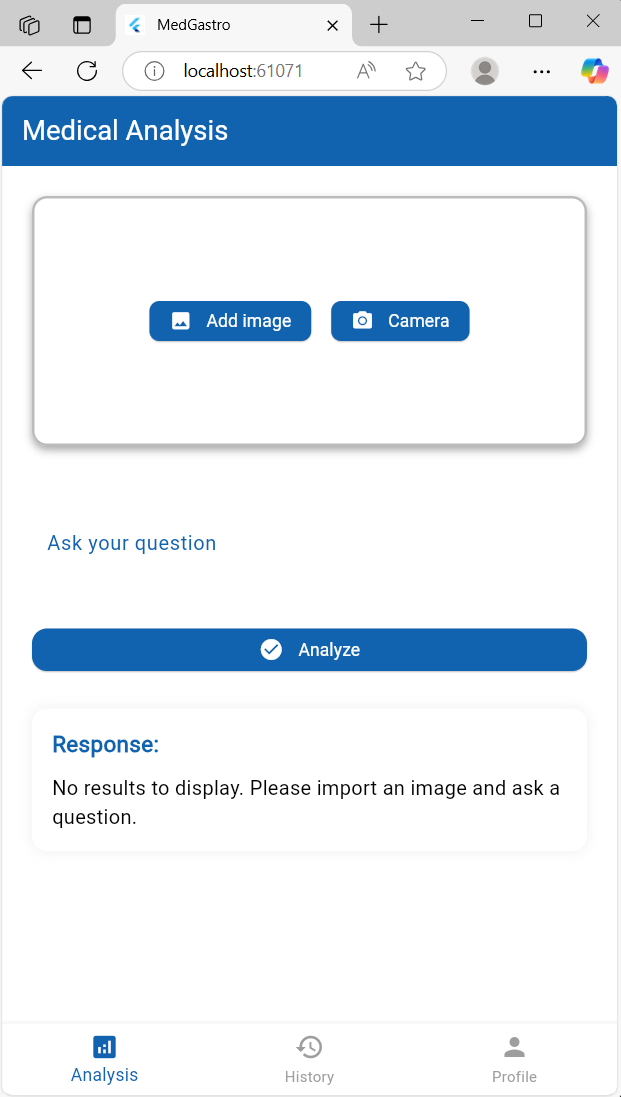 MedGastro
localhost:61071
Medical Analysis
Add image
Camera
Ask your question
Analyze
Response:
No results to display. Please import an image and ask a
question.
Analysis
History
Profile